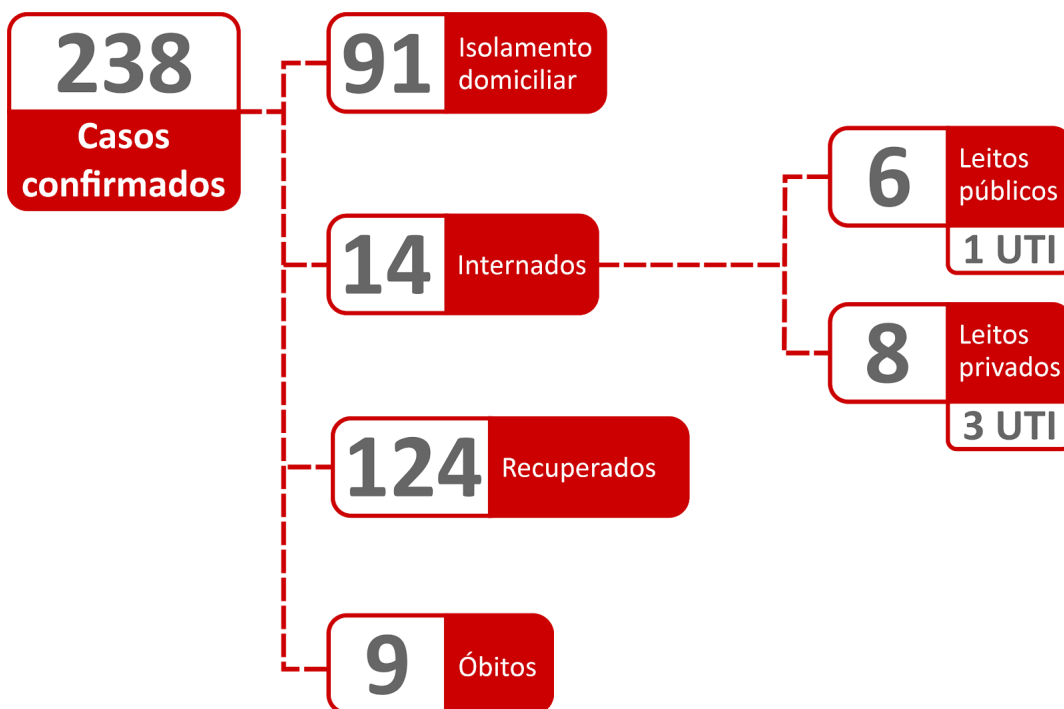 238
Casos
confirmados
91
Isolamento
domiciliar
14
Internados
6
Leitos
públicos
1 UTI
8
Leitos
privados
3 UTI
124
Recuperados
9
Óbitos